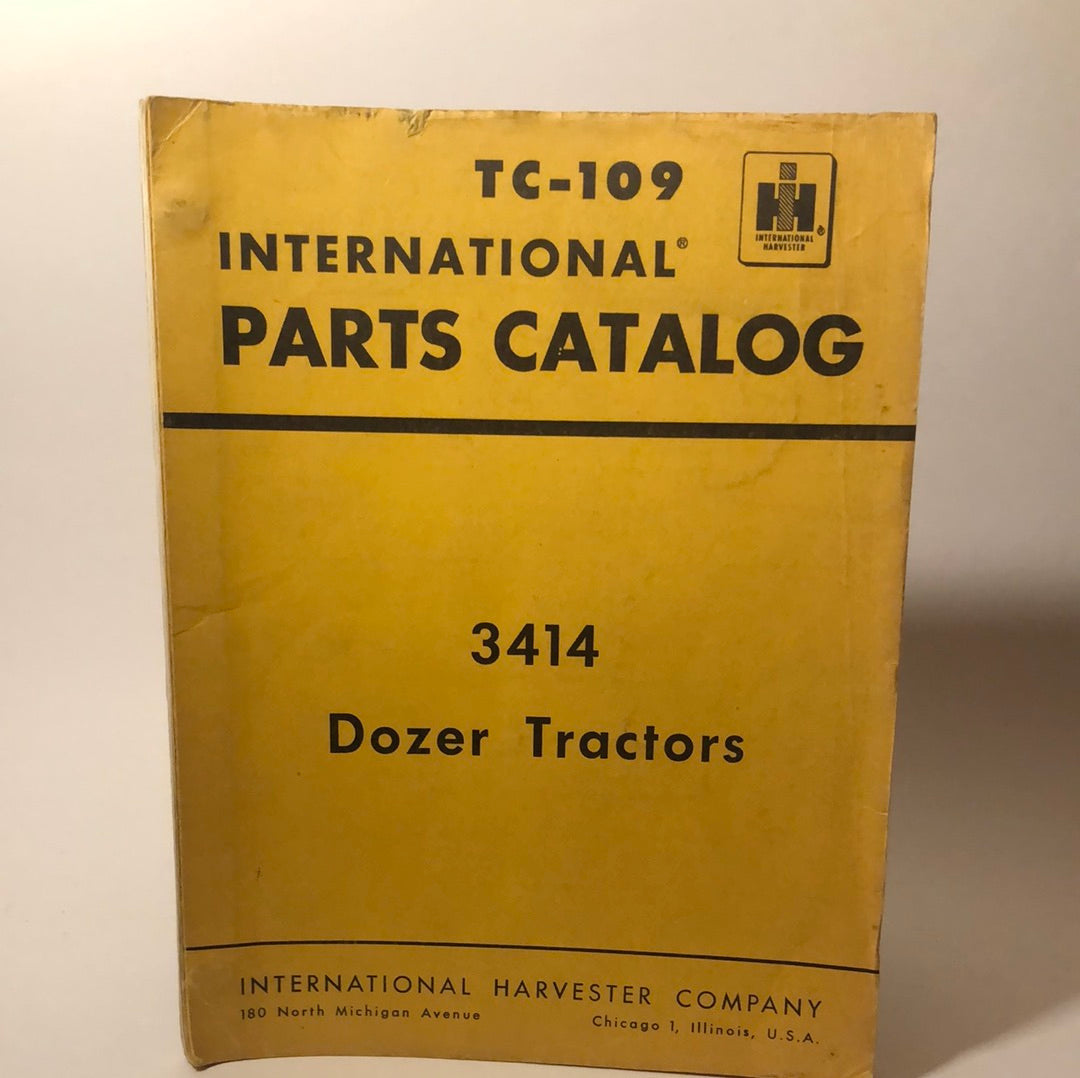 TC-109
IH®
INTERNATIONAL
HARVESTER
INTERNATIONAL®
PARTS CATALOG
3414
Dozer Tractors
INTERNATIONAL HARVESTER COMPANY
180 North Michigan Avenue
Chicago 1, Illinois, U.S.A.